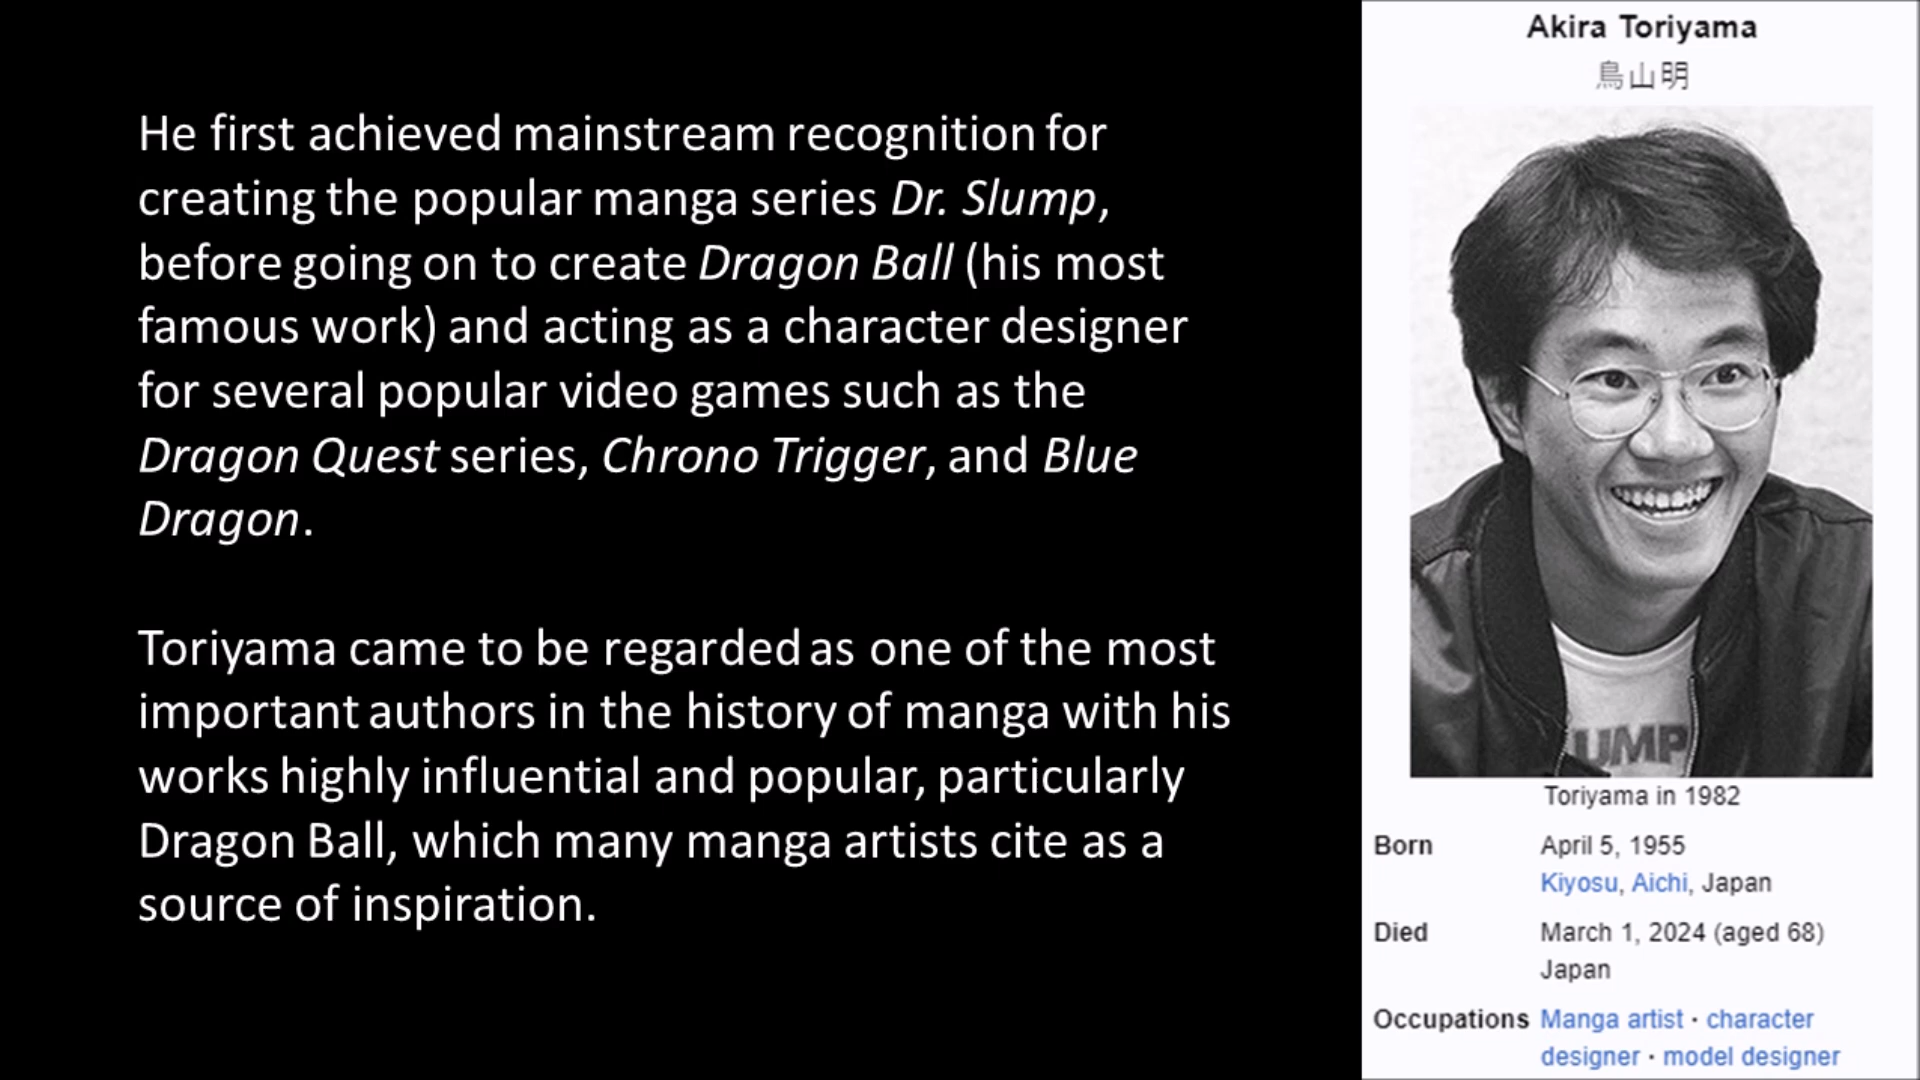 He first achieved mainstream recognition for
creating the popular manga series Dr. Slump,
before going on to create Dragon Ball (his most
famous work) and acting as a character designer
for several popular video games such as the
Dragon Quest series, Chrono Trigger, and Blue
Dragon.
Toriyama came to be regarded as one of the most
important authors in the history of manga with his
works highly influential and popular, particularly
Dragon Ball, which many manga artists cite as a
source of inspiration.
Akira Toriyama
鳥山明
UMP
Toriyama in 1982
Born April 5, 1955
Kiyosu, Aichi, Japan
Died March 1, 2024 (aged 68)
Japan
Occupations Manga artist · character
designer · model designer